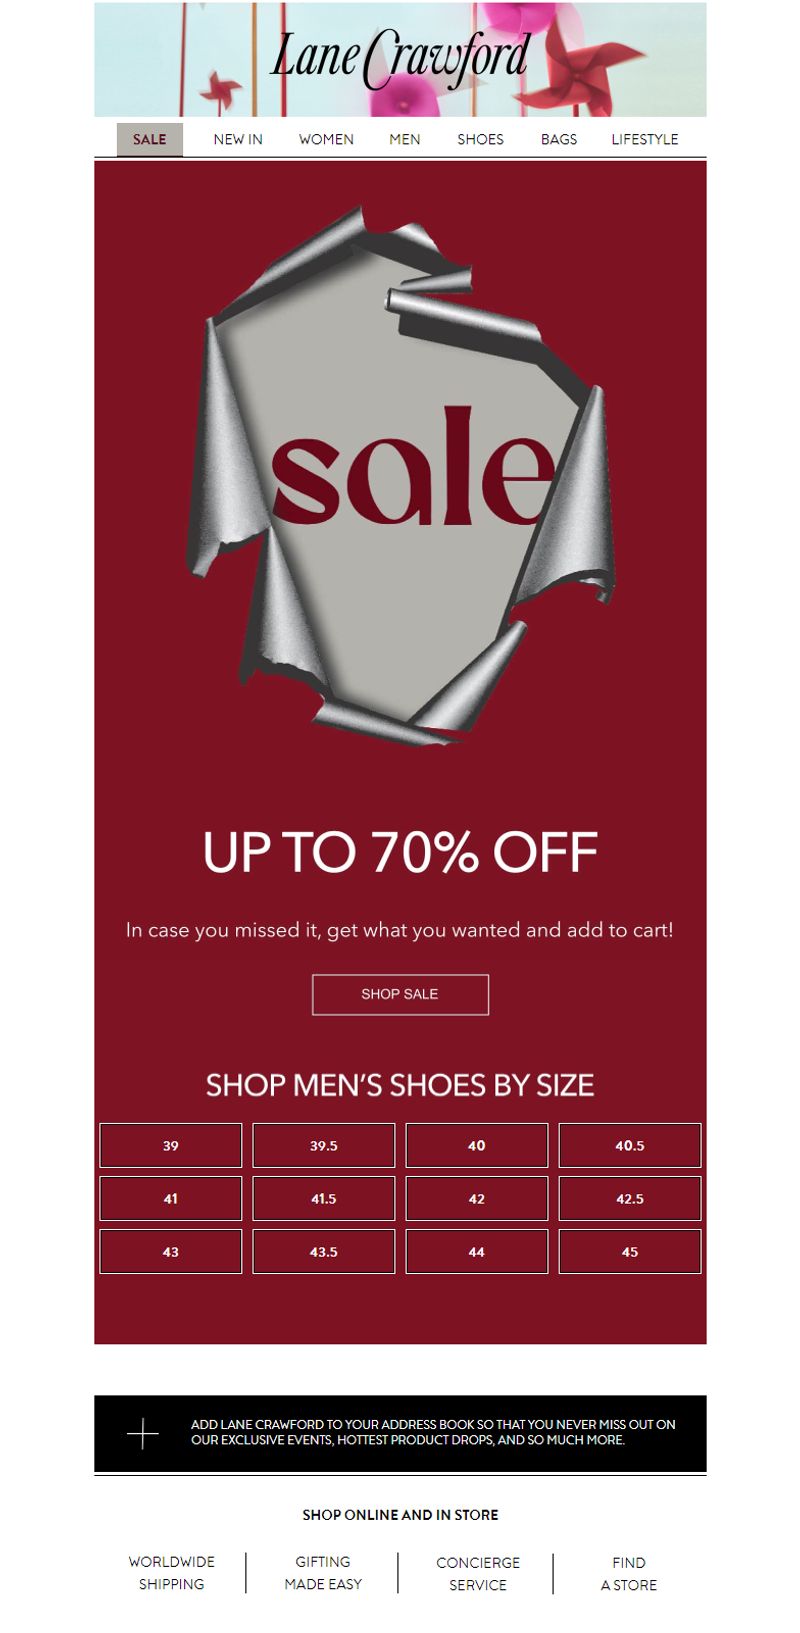 Lane Crawford
SALE NEW IN WOMEN MEN SHOES BAGS LIFESTYLE
sale
UP TO 70% OFF
In case you missed it, get what you wanted and add to cart!
SHOP SALE
SHOP MEN'S SHOES BY SIZE
39 39.5 40 40.5
41 41.5 42 42.5
43 43.5 44 45
ADD LANE CRAWFORD TO YOUR ADDRESS BOOK SO THAT YOU NEVER MISS OUT ON
OUR EXCLUSIVE EVENTS, HOTTEST PRODUCT DROPS, AND SO MUCH MORE.
SHOP ONLINE AND IN STORE
WORLDWIDE
SHIPPING
GIFTING
MADE EASY
CONCIERGE
SERVICE
FIND
A STORE